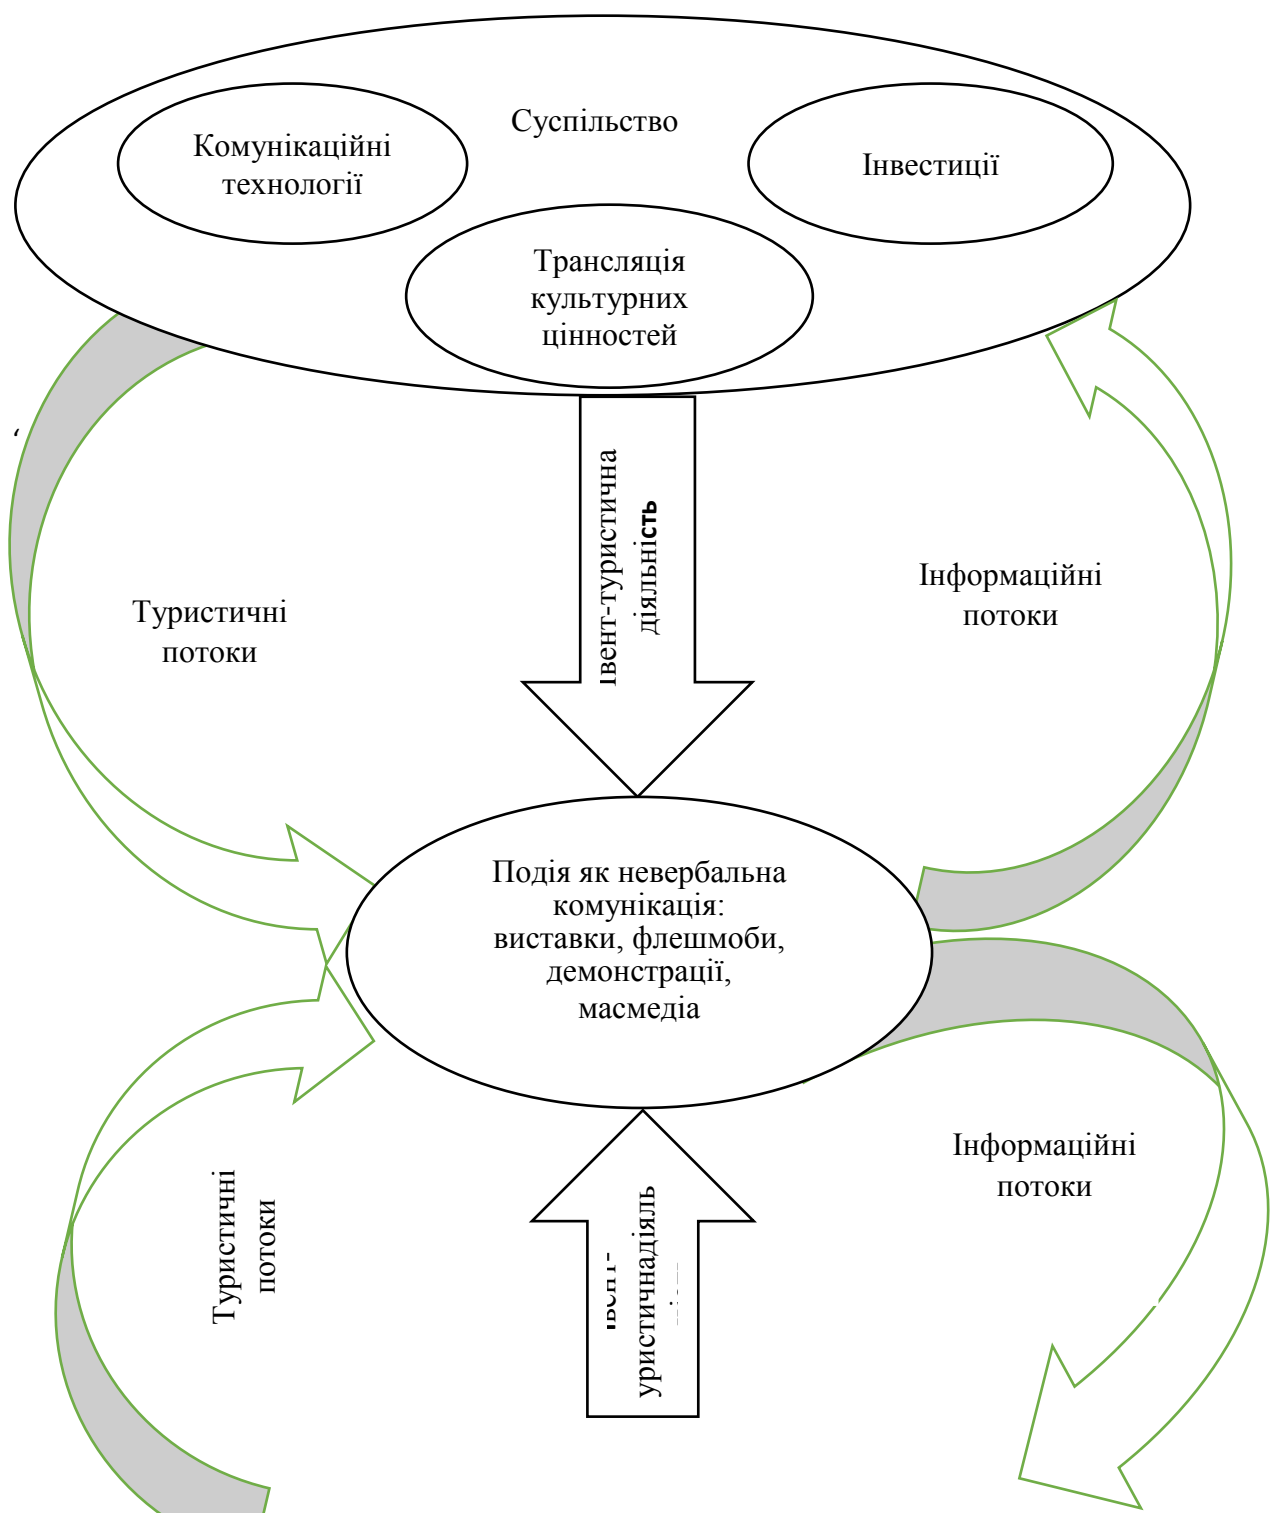 Суспільство
Комунікаційні
технології
Інвестиції
Трансляція
культурних
цінностей
‘
Івент-туристична
діяльність
Туристичні
потоки
Інформаційні
потоки
Подія як невербальна
комунікація:
виставки, флешмоби,
демонстрації,
масмедіа
Туристичні
потоки
уристичнадіяль
Інформаційні
потоки